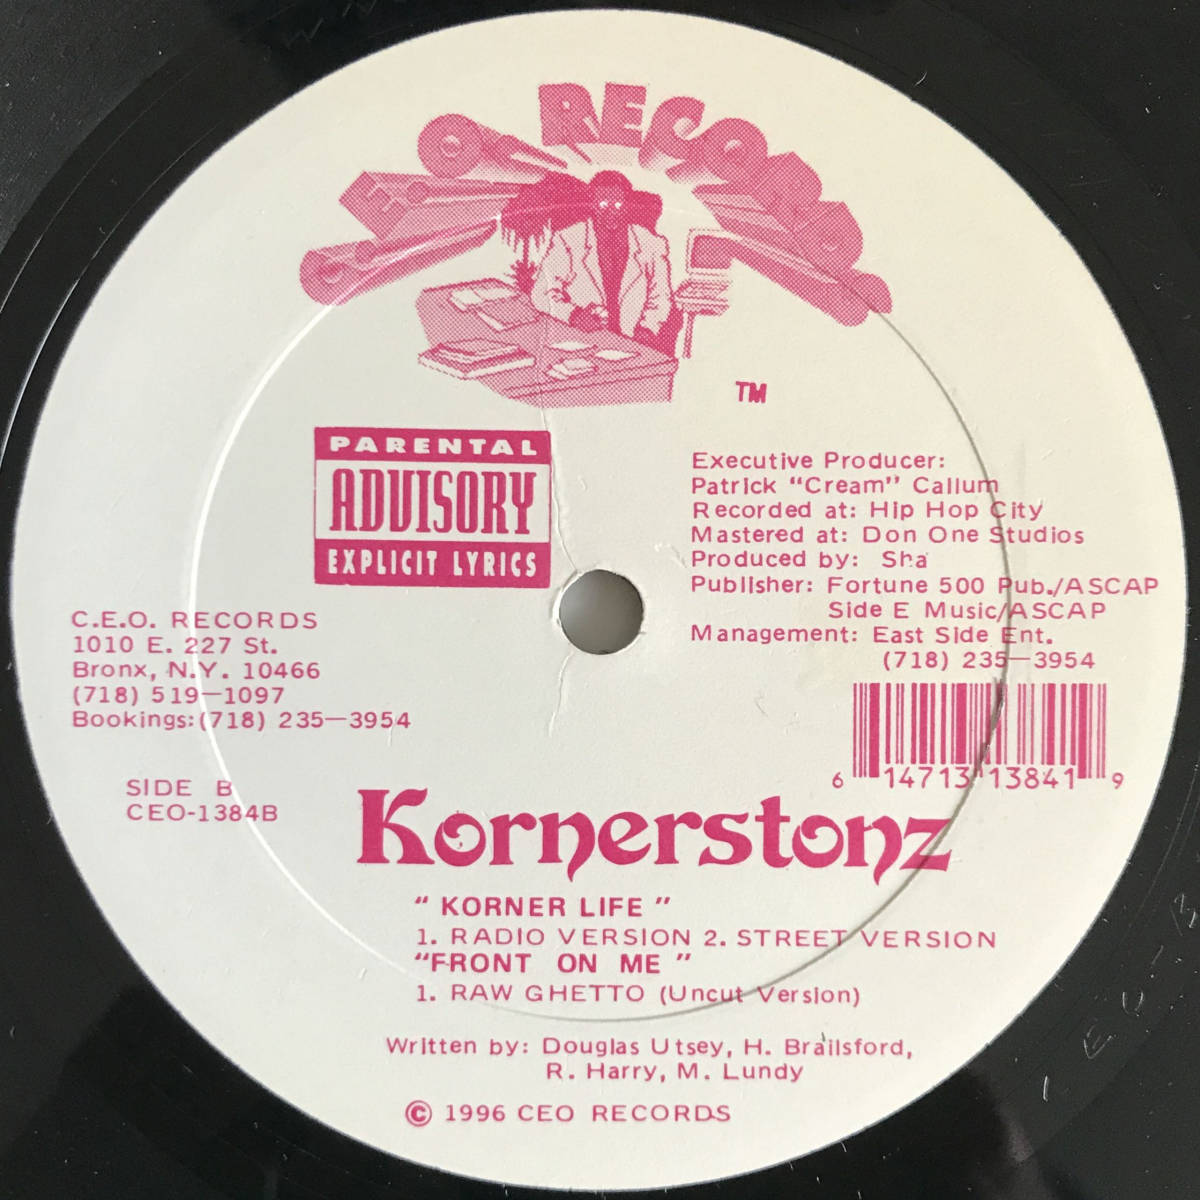 C.E.O. RECORDS
TM
PARENTAL
ADVISORY
EXPLICIT LYRICS
Executive Producer:
Patrick “Cream” Callum
Recorded at: Hip Hop City
Mastered at: Don One Studios
Produced by: Sha
Publisher: Fortune 500 Pub./ASCAP
Side E Music/ASCAP
Management: East Side Ent.
(718) 235—3954
C.E.O. RECORDS
1010 E. 227 St.
Bronx, N.Y. 10466
(718) 519—1097
Bookings:(718) 235—3954
6 14713 13841 9
SIDE B
CEO-1384B
Kornerstonz
“ KORNER LIFE ”
1. RADIO VERSION 2. STREET VERSION
“FRONT ON ME ”
1. RAW GHETTO (Uncut Version)
Written by: Douglas Utsey, H. Brailsford,
R. Harry, M. Lundy
© 1996 CEO RECORDS